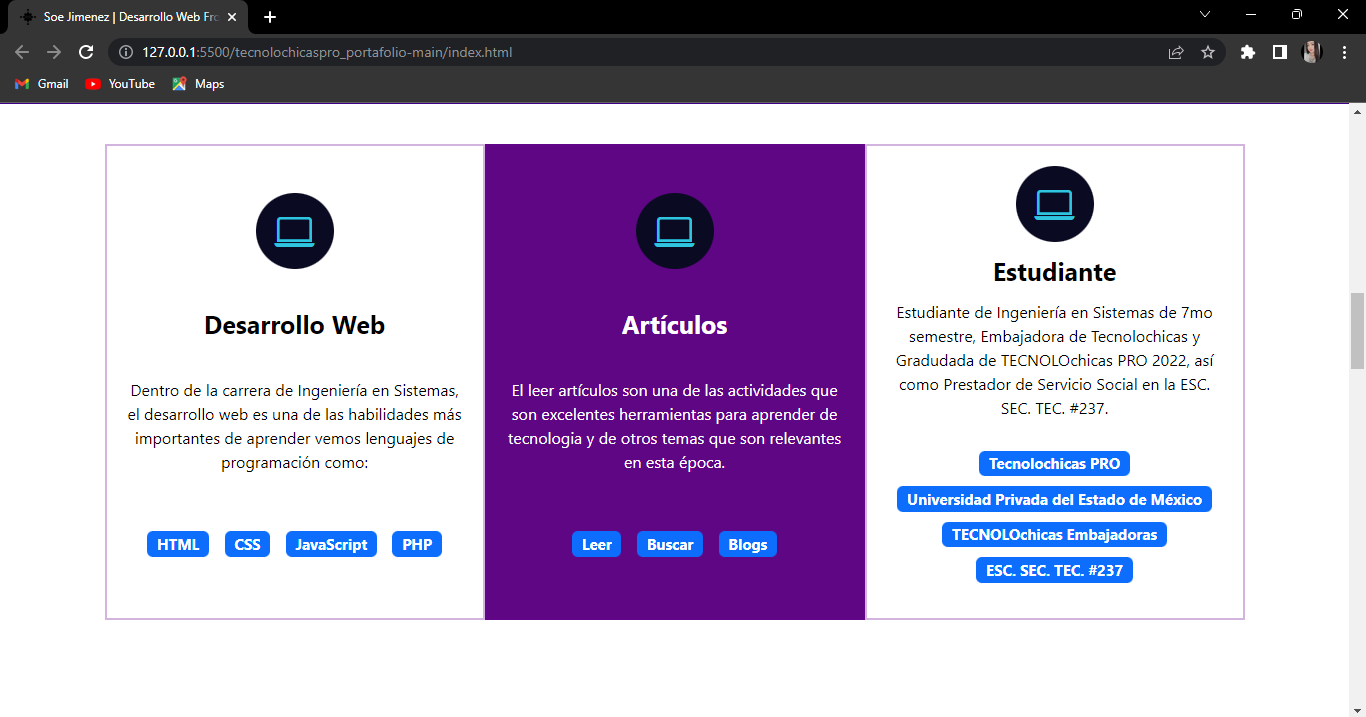 Soe Jimenez | Desarrollo Web Fro
127.0.0.1:5500/tecnolochicaspro_portafolio-main/index.html
Gmail
YouTube
Maps
Desarrollo Web
Dentro de la carrera de Ingeniería en Sistemas,
el desarrollo web es una de las habilidades más
importantes de aprender vemos lenguajes de
programación como:
HTML
CSS
JavaScript
PHP
Artículos
El leer artículos son una de las actividades que
son excelentes herramientas para aprender de
tecnologia y de otros temas que son relevantes
en esta época.
Leer
Buscar
Blogs
Estudiante
Estudiante de Ingeniería en Sistemas de 7mo
semestre, Embajadora de Tecnolochicas y
Gradudada de TECNOLOchicas PRO 2022, así
como Prestador de Servicio Social en la ESC.
SEC. TEC. #237.
Tecnolochicas PRO
Universidad Privada del Estado de México
TECNOLOchicas Embajadoras
ESC. SEC. TEC. #237